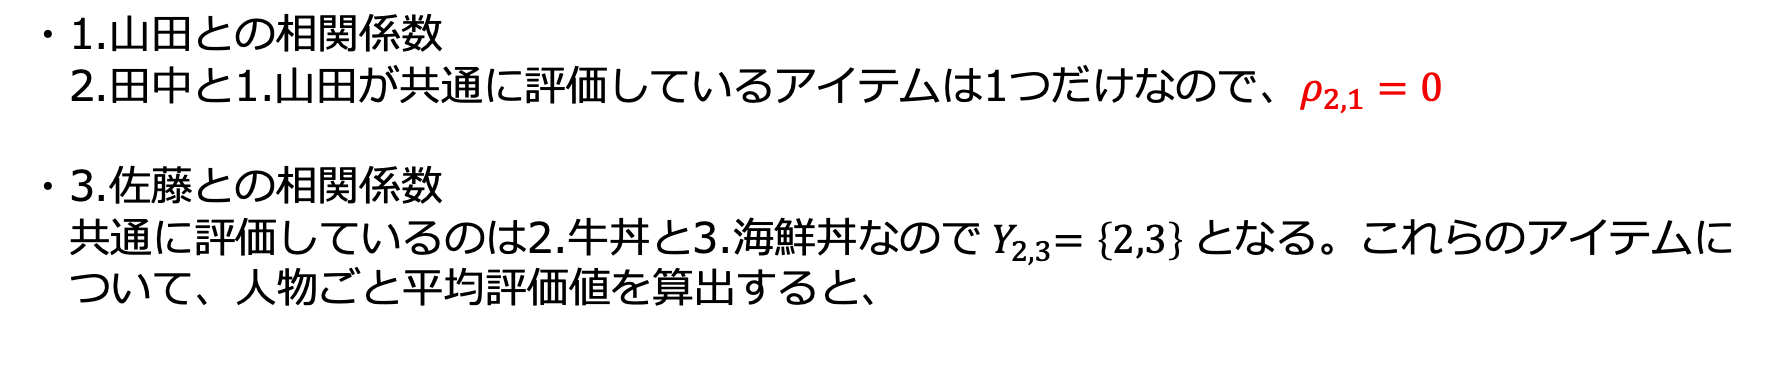 ・1.山田との相関係数
2.田中と1.山田が共通に評価しているアイテムは1つだけなので、ρ2,1 = 0
・3.佐藤との相関係数
共通に評価しているのは2.牛丼と3.海鮮丼なので Y2,3= {2,3} となる。これらのアイテムに
ついて、人物ごと平均評価値を算出すると、